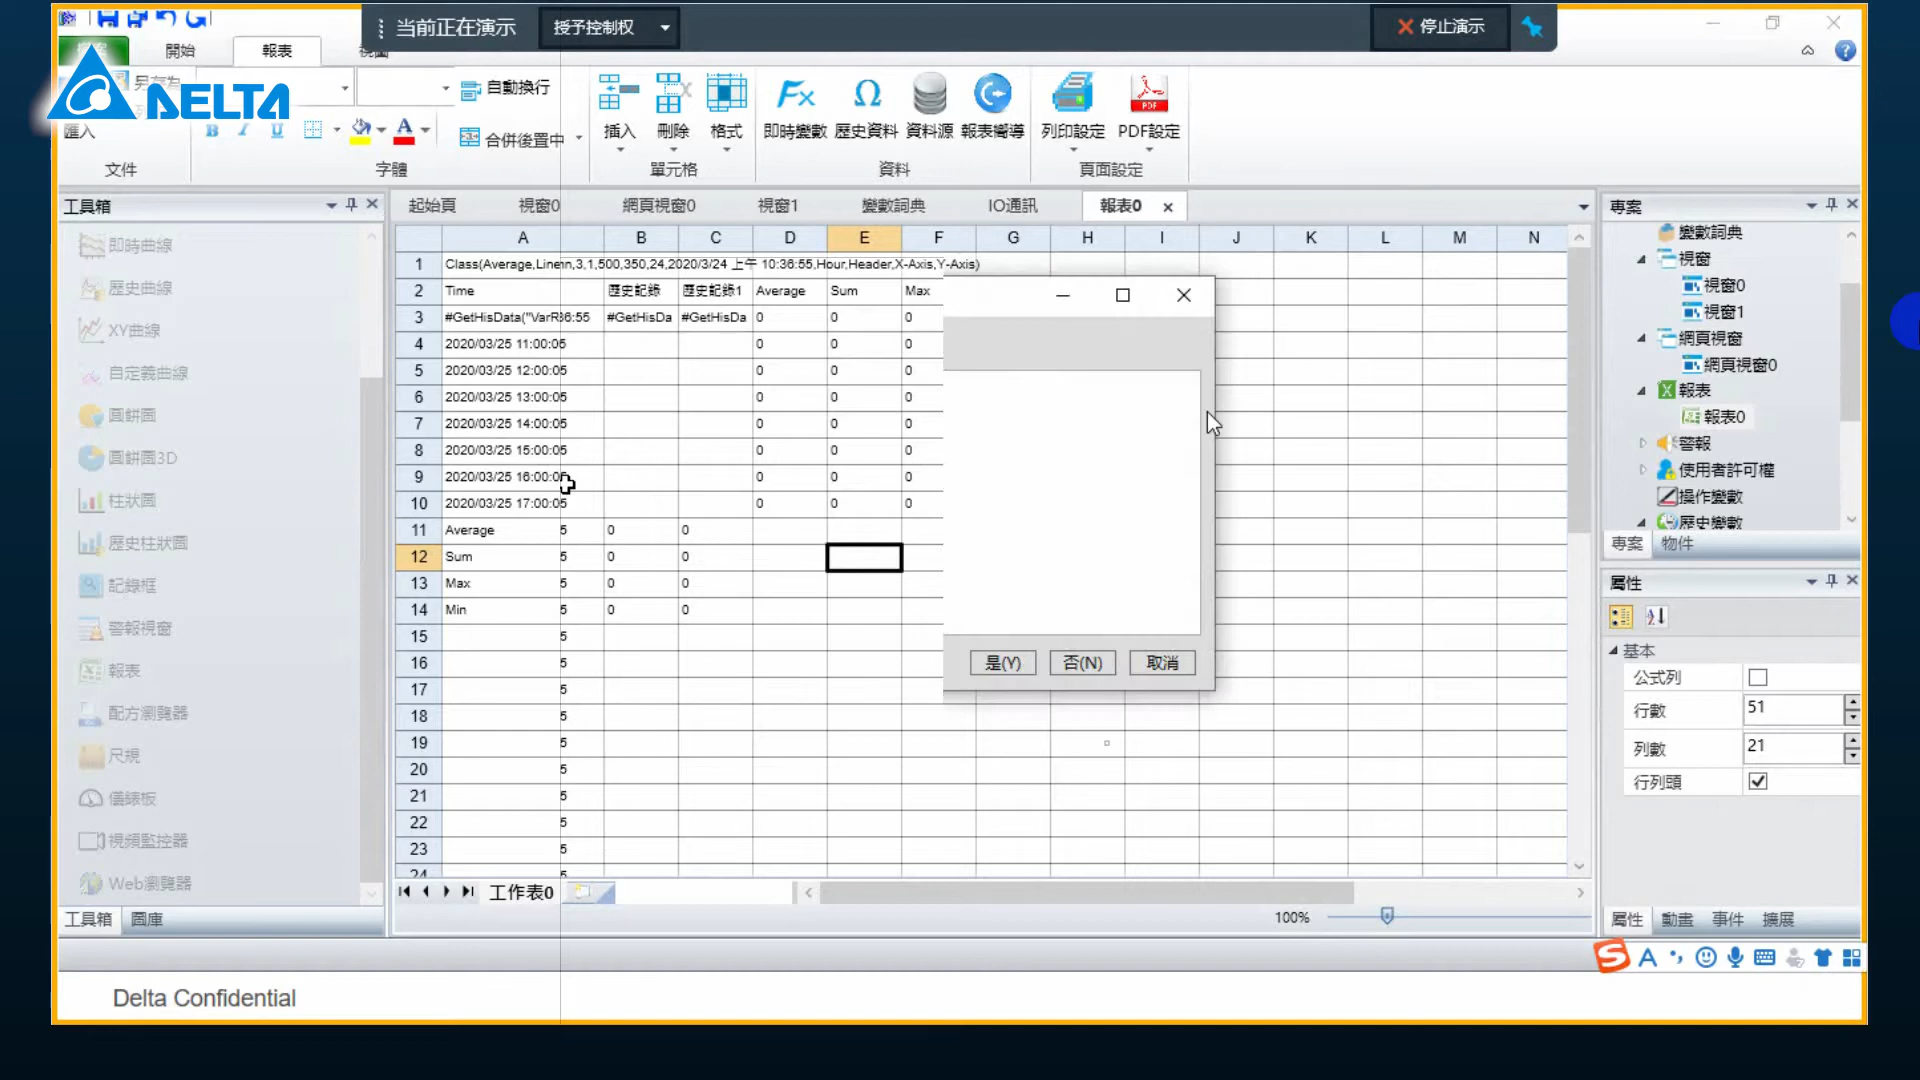 当前正在演示 授予控制权 停止演示
開始 報表
DELTA
匯入
自動換行
合併後置中
插入 刪除 格式 即時變數 歷史資料 資料源 報表嚮導 列印設定 PDF設定
文件 字體 單元格 資料 頁面設定
工具箱
即時曲線
歷史曲線
XY曲線
自定義曲線
圓餅圖
圓餅圖3D
柱狀圖
歷史柱狀圖
記錄框
警報視窗
報表
配方瀏覽器
尺規
儀錶板
視頻監控器
Web瀏覽器
工具箱 圖庫
起始頁 視窗0 網頁視窗0 視窗1 變數詞典 IO通訊 報表0
A B C D E F G H I J K L M N
1 Class(Average,Linenn,3,1,500,350,24,2020/3/24 上午 10:36:55,Hour,Header,X-Axis,Y-Axis)
2 Time 歷史記錄 歷史記錄1 Average Sum Max
3 #GetHisData("VarR36:55 #GetHisDa #GetHisDa 0 0 0
4 2020/03/25 11:00:05 0 0 0
5 2020/03/25 12:00:05 0 0 0
6 2020/03/25 13:00:05 0 0 0
7 2020/03/25 14:00:05 0 0 0
8 2020/03/25 15:00:05 0 0 0
9 2020/03/25 16:00:05 0 0 0
10 2020/03/25 17:00:05 0 0 0
11 Average 5 0 0
12 Sum 5 0 0
13 Max 5 0 0
14 Min 5 0 0
15 5
16 5
17 5
18 5
19 5
20 5
21 5
22 5
23 5
24 5
是(Y) 否(N) 取消
工作表0
100%
專案
變數詞典
視窗
視窗0
視窗1
網頁視窗
網頁視窗0
報表
報表0
警報
使用者許可權
操作變數
歷史變數
專案 物件
屬性
基本
公式列
行數 51
列數 21
行列頭
屬性 動畫 事件 擴展
Delta Confidential